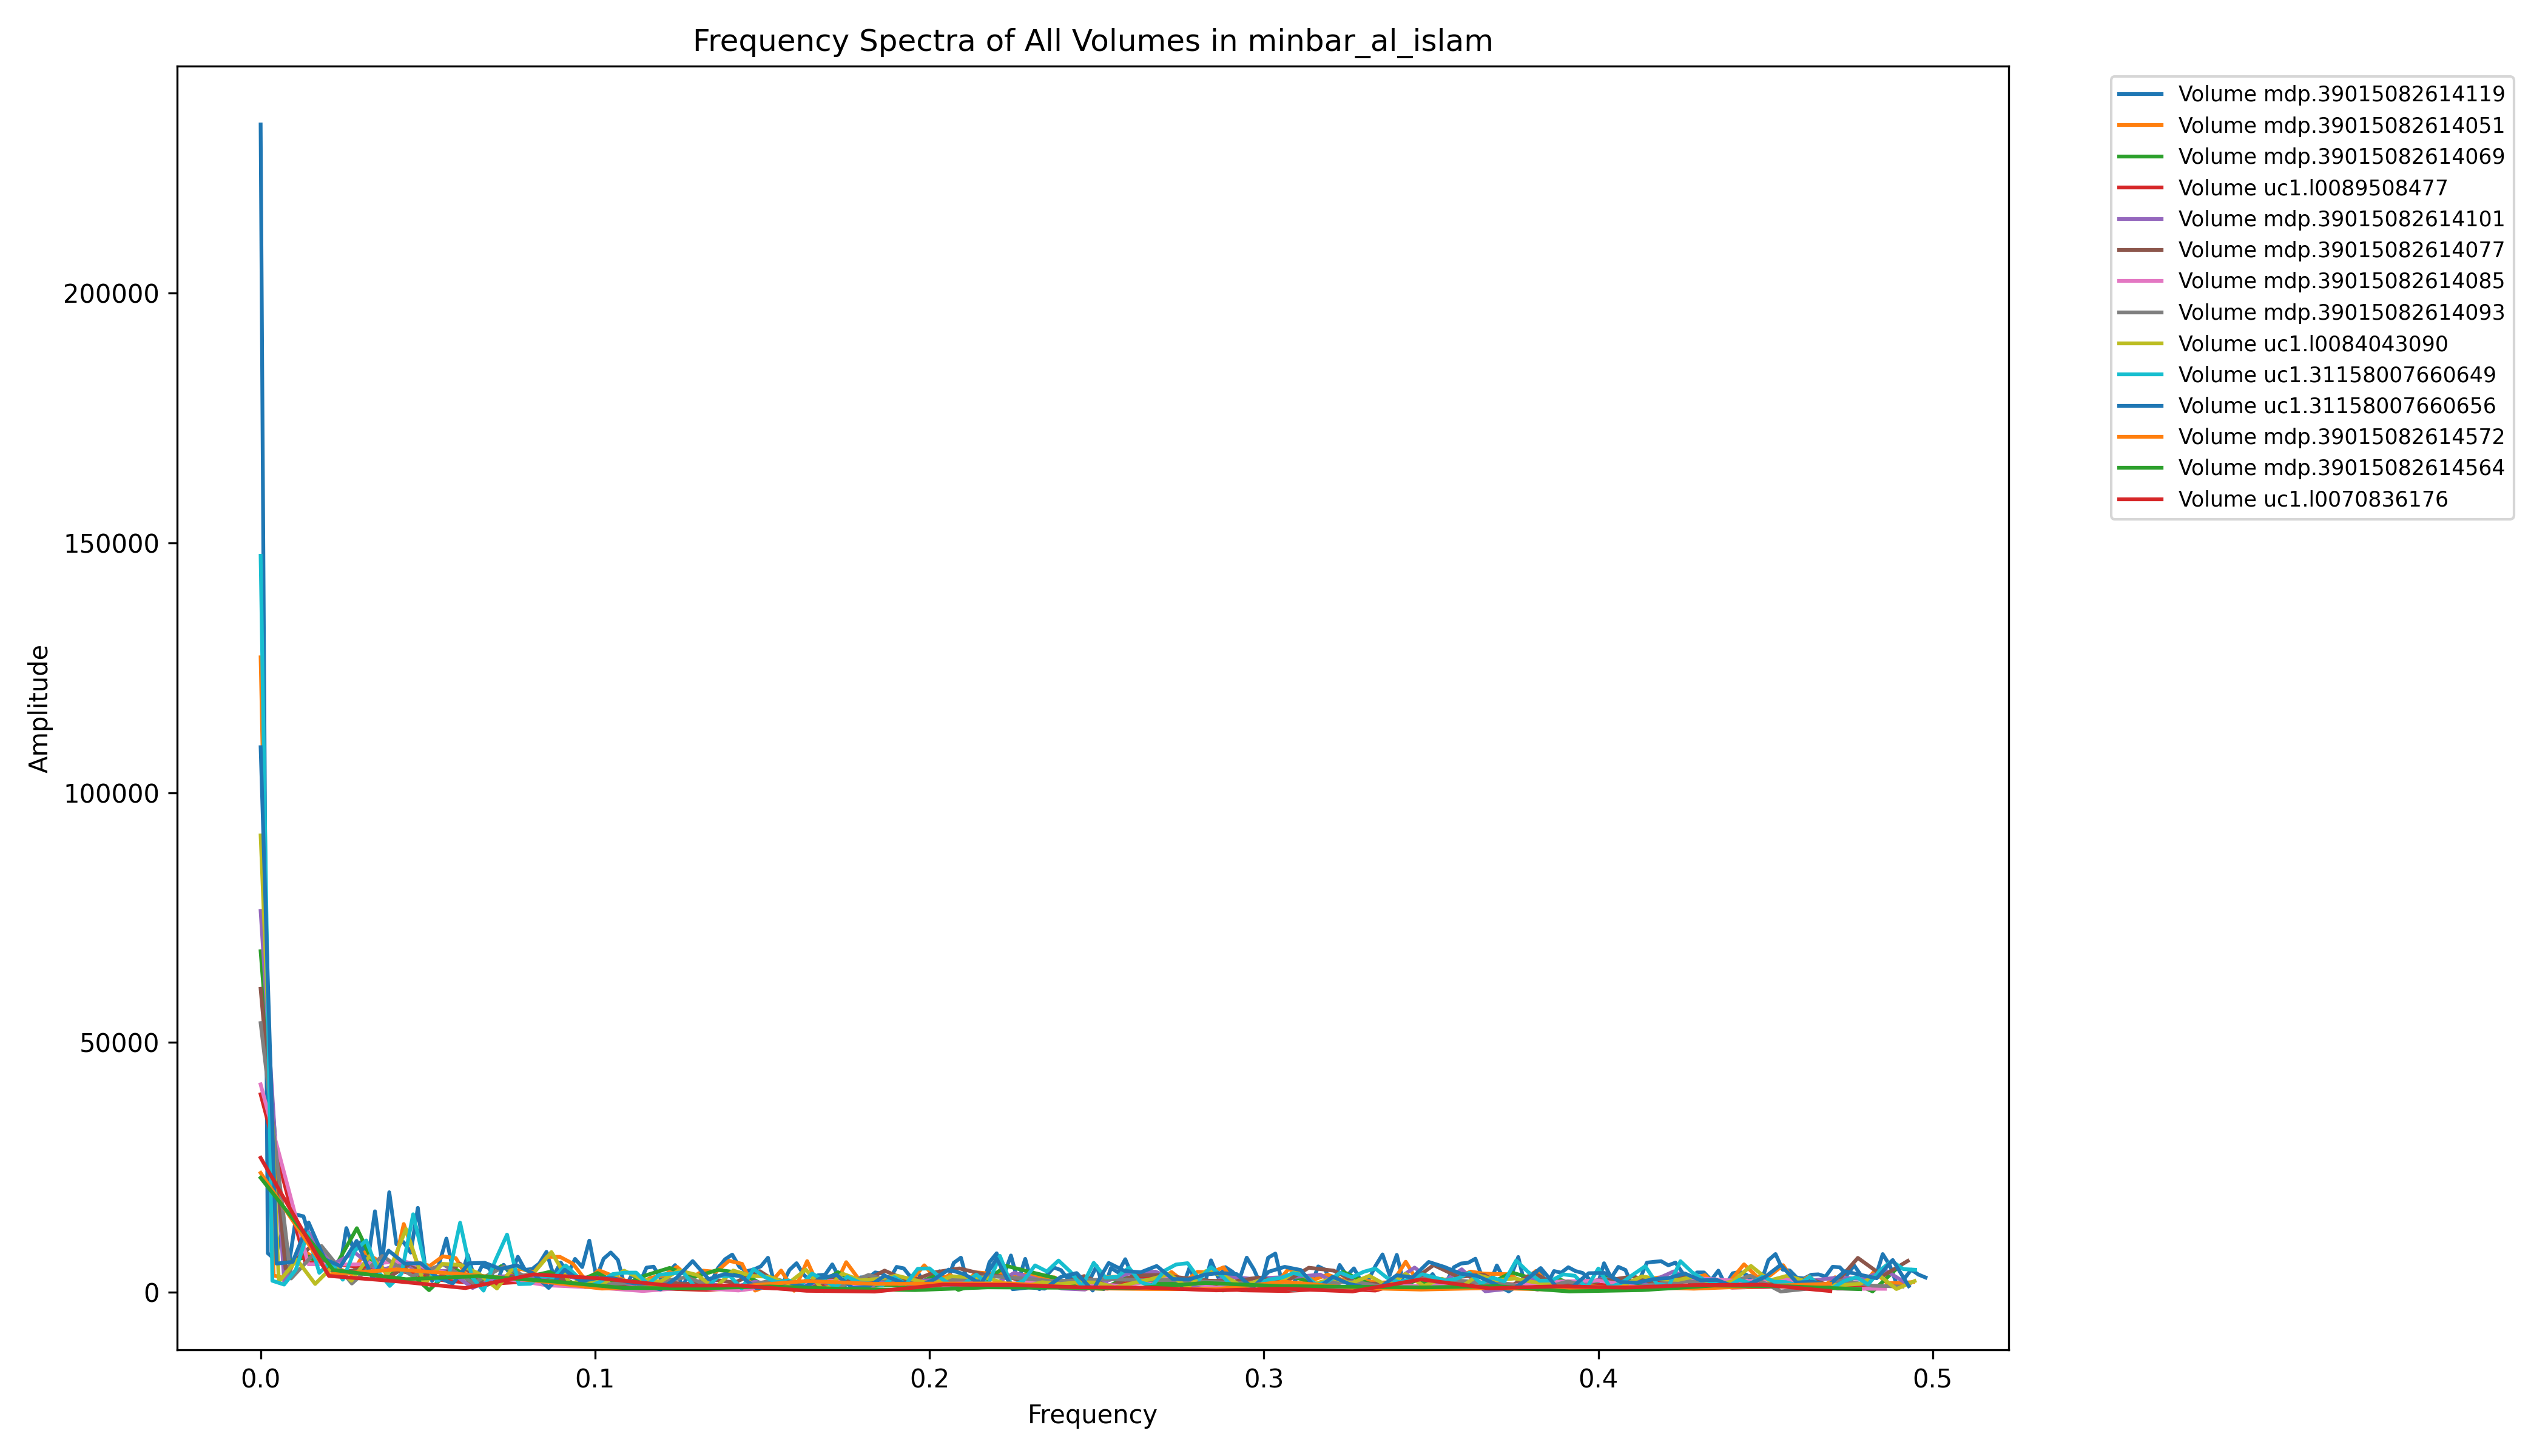 Frequency Spectra of All Volumes in minbar_al_islam
Amplitude
200000
150000
100000
50000
0
0.0 0.1 0.2 0.3 0.4 0.5
Frequency
Volume mdp.39015082614119
Volume mdp.39015082614051
Volume mdp.39015082614069
Volume uc1.l0089508477
Volume mdp.39015082614101
Volume mdp.39015082614077
Volume mdp.39015082614085
Volume mdp.39015082614093
Volume uc1.l0084043090
Volume uc1.31158007660649
Volume uc1.31158007660656
Volume mdp.39015082614572
Volume mdp.39015082614564
Volume uc1.l0070836176